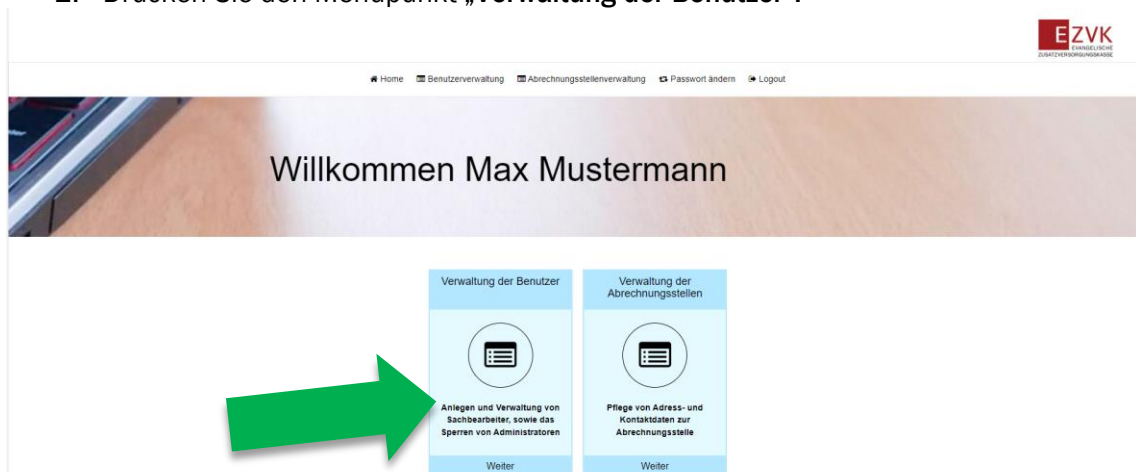 2. Drücken Sie den Menüpunkt „Verwaltung der Benutzer“.
EZVK
EVANGELISCHE
ZUSATZVERSORGUNGSKASSE
Home Benutzerverwaltung Abrechnungsstellenverwaltung Passwort ändern Logout
Willkommen Max Mustermann
Verwaltung der Benutzer
Anlegen und Verwaltung von
Sachbearbeiter, sowie das
Sperren von Administratoren
Weiter
Verwaltung der
Abrechnungsstellen
Pflege von Adress- und
Kontaktdaten zur
Abrechnungsstelle
Weiter